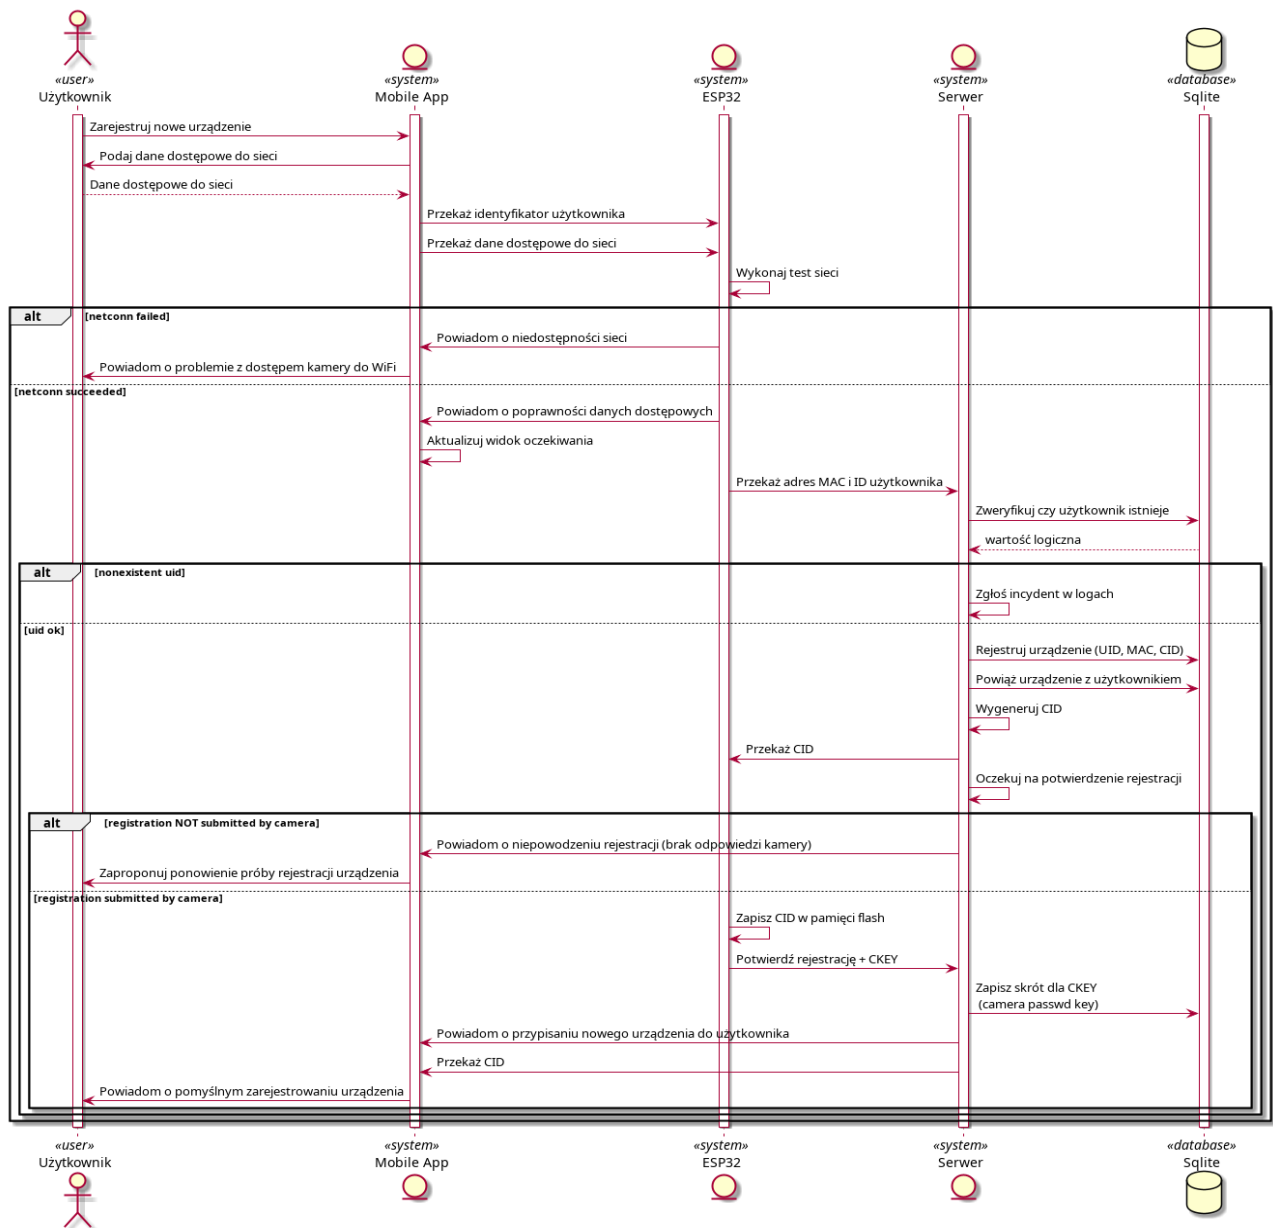 «user»
Użytkownik
«system»
Mobile App
«system»
ESP32
«system»
Serwer
«database»
Sqlite
Zarejestruj nowe urządzenie
Podaj dane dostępowe do sieci
Dane dostępowe do sieci
Przekaż identyfikator użytkownika
Przekaż dane dostępowe do sieci
Wykonaj test sieci
alt [netconn failed]
Powiadom o niedostępności sieci
Powiadom o problemie z dostępem kamery do WiFi
[netconn succeeded]
Powiadom o poprawności danych dostępowych
Aktualizuj widok oczekiwania
Przekaż adres MAC i ID użytkownika
Zweryfikuj czy użytkownik istnieje
wartość logiczna
alt [nonexistent uid]
Zgłoś incydent w logach
[uid ok]
Rejestruj urządzenie (UID, MAC, CID)
Powiąż urządzenie z użytkownikiem
Wygeneruj CID
Przekaż CID
Oczekuj na potwierdzenie rejestracji
alt [registration NOT submitted by camera]
Powiadom o niepowodzeniu rejestracji (brak odpowiedzi kamery)
Zaproponuj ponowienie próby rejestracji urządzenia
[registration submitted by camera]
Zapisz CID w pamięci flash
Potwierdź rejestrację + CKEY
Zapisz skrót dla CKEY
(camera passwd key)
Powiadom o przypisaniu nowego urządzenia do użytkownika
Przekaż CID
Powiadom o pomyślnym zarejestrowaniu urządzenia
«user»
Użytkownik
«system»
Mobile App
«system»
ESP32
«system»
Serwer
«database»
Sqlite